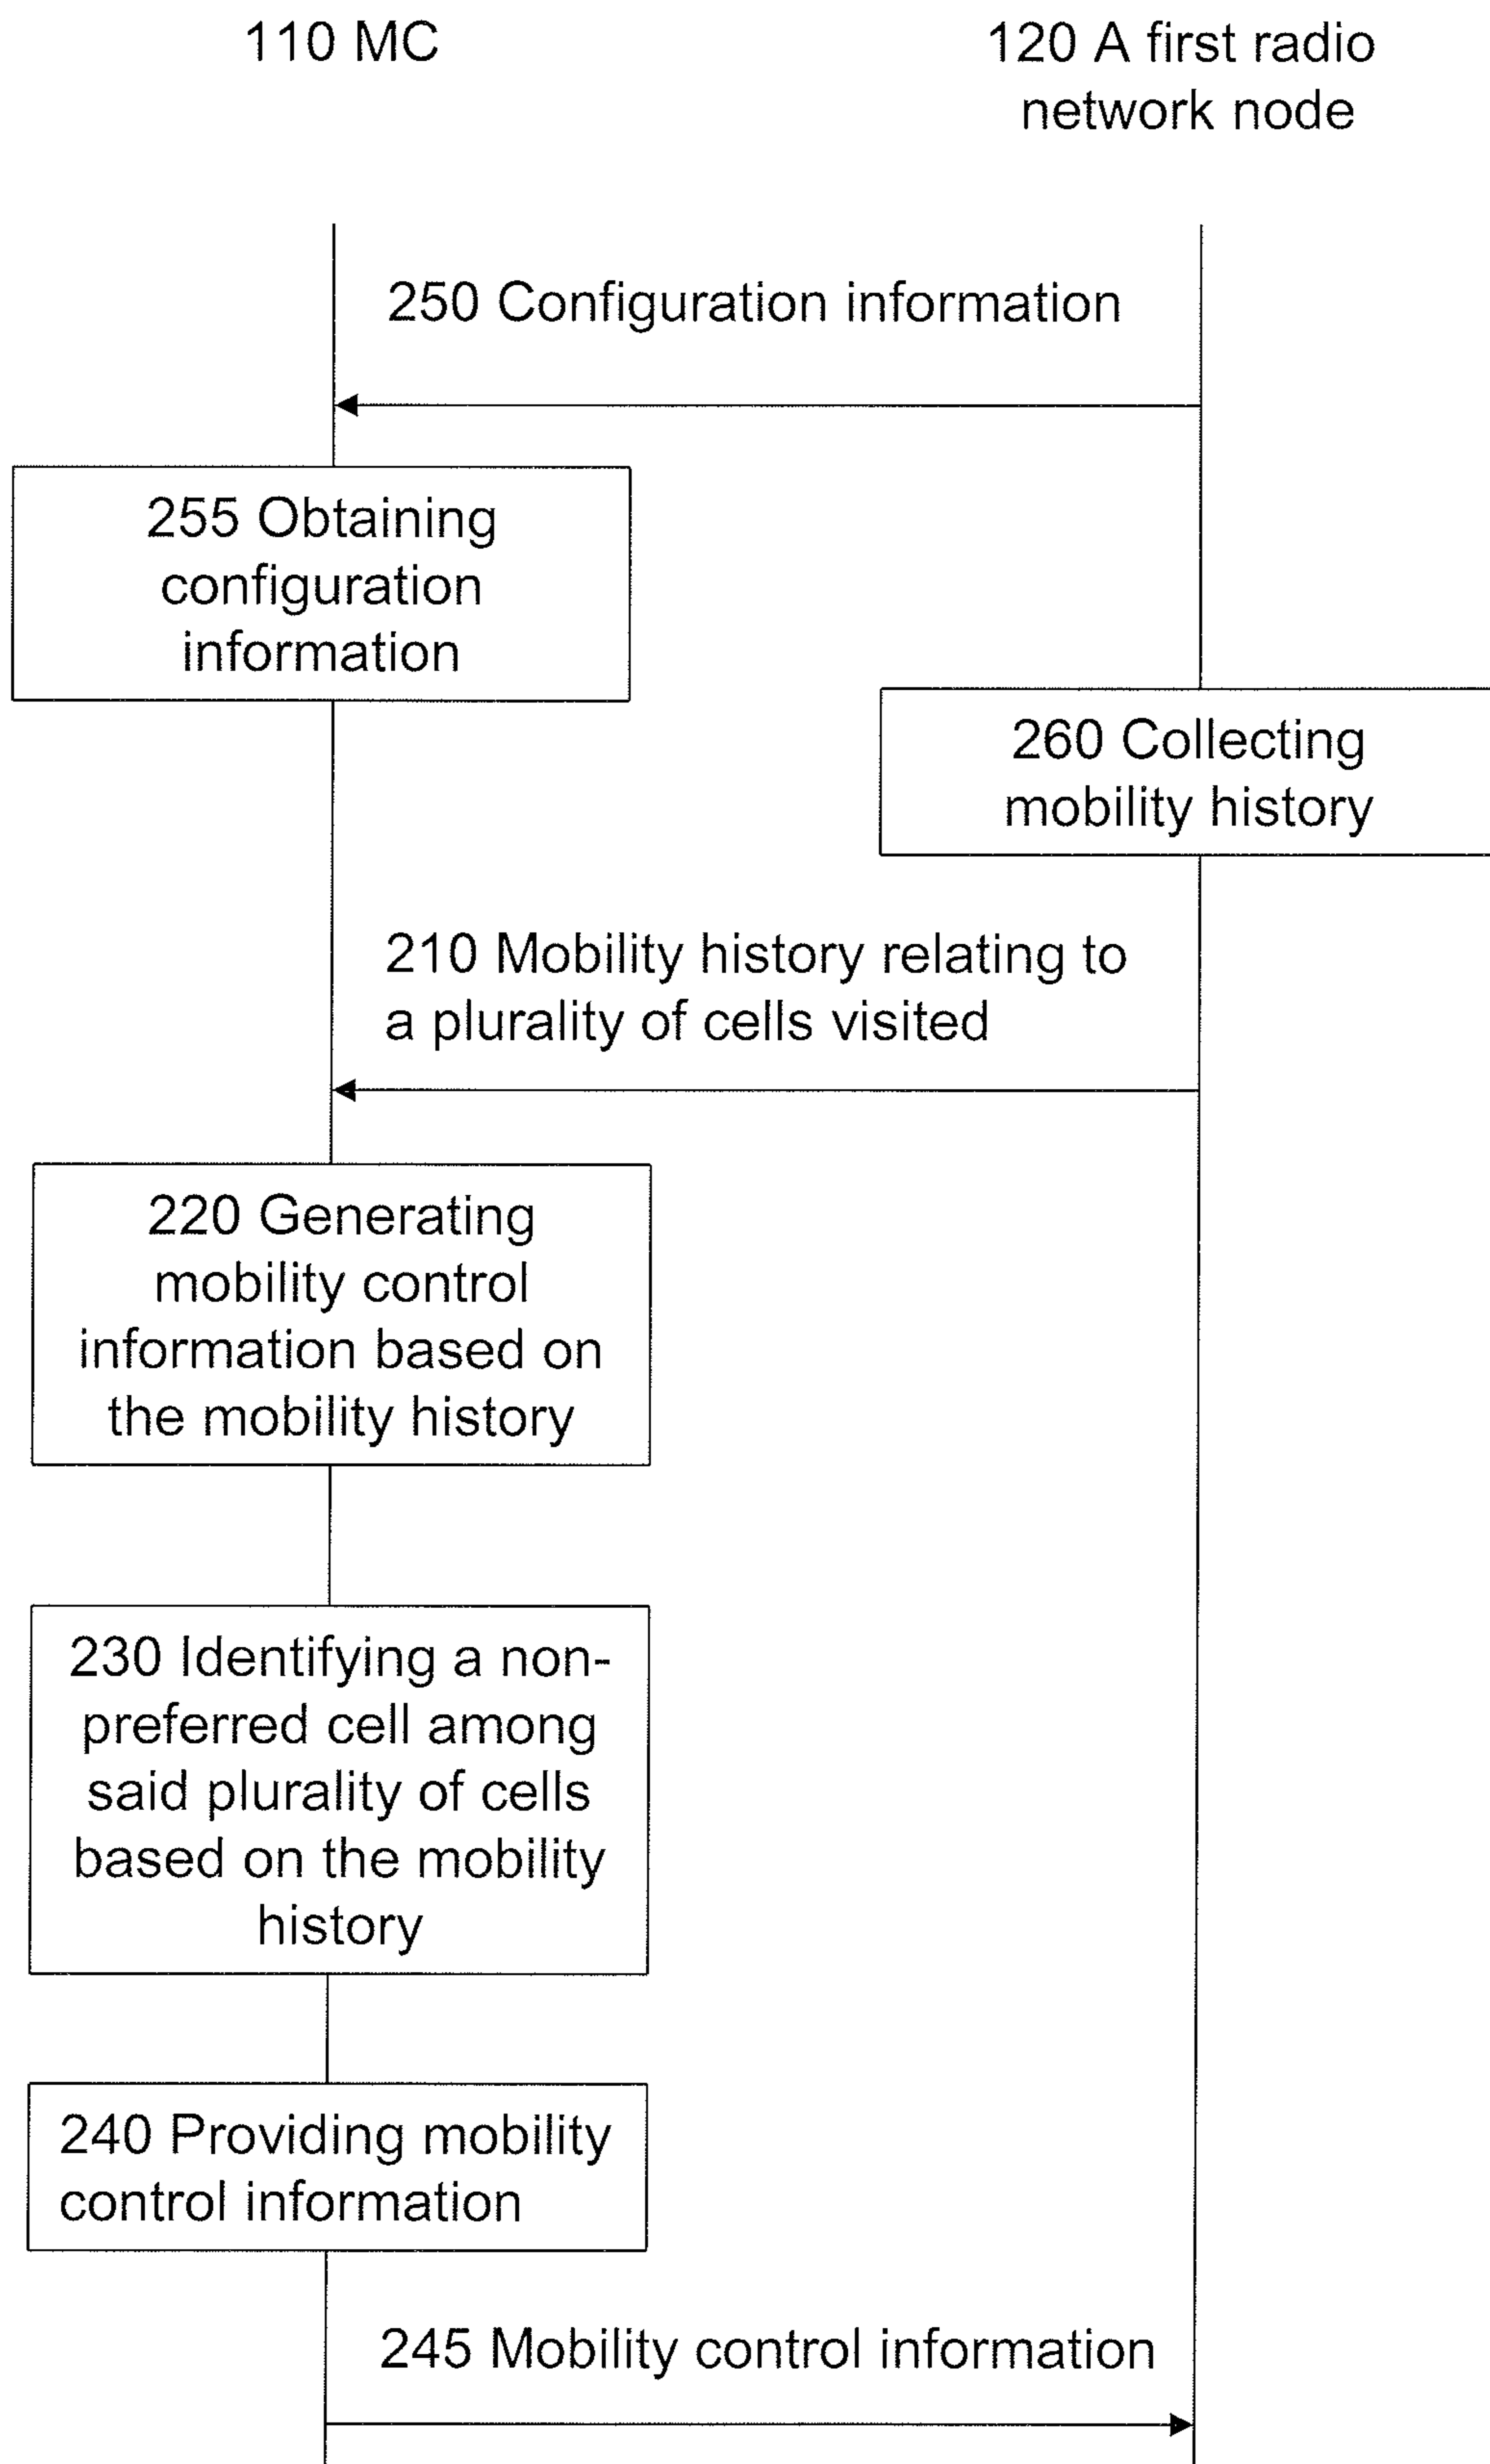 110 MC
120 A first radio
network node
250 Configuration information
255 Obtaining
configuration
information
260 Collecting
mobility history
210 Mobility history relating to
a plurality of cells visited
220 Generating
mobility control
information based on
the mobility history
230 Identifying a non-
preferred cell among
said plurality of cells
based on the mobility
history
240 Providing mobility
control information
245 Mobility control information